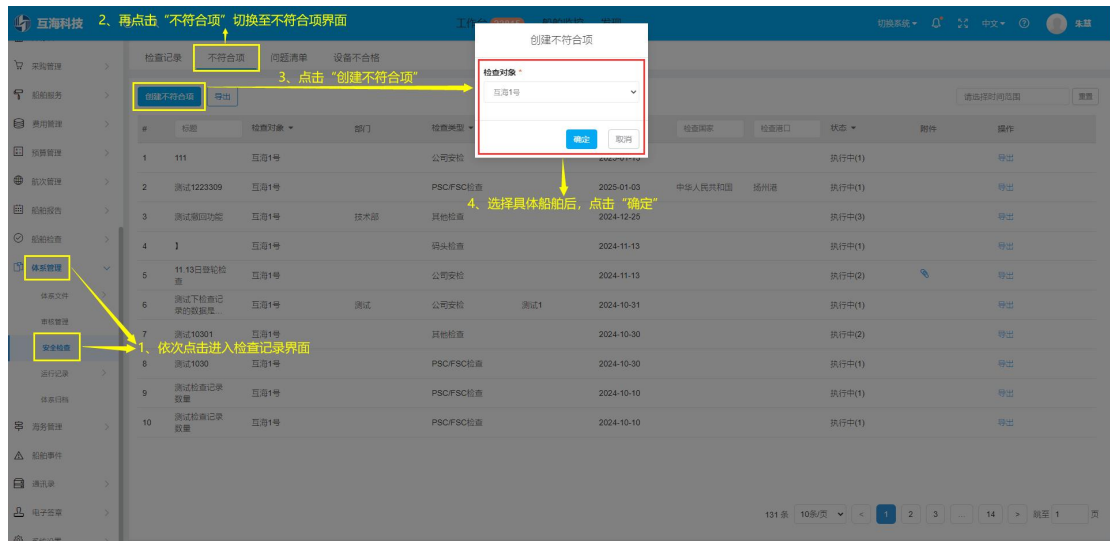 互海科技
2、再点击“不符合项”切换至不符合项界面
切换系统
中文
朱慧
创建不符合项
检查对象 *
互海1号
确定
取消
采购管理
船舶服务
费用管理
预算管理
航次管理
船舶报告
船舶检查
体系管理
体系文件
审核管理
安全检查
运行记录
体系归档
海务管理
船舶事件
通讯录
电子签章
检查记录 不符合项 问题清单 设备不合格
3、点击“创建不符合项”
创建不符合项 导出 请选择时间范围 重置
# 标题 检查对象 部门 检查类型 检查国家 检查港口 状态 附件 操作
1 111 互海1号 公司安检 2025-01-15 执行中(1) 导出
2 测试1223309 互海1号 PSC/FSC检查 2025-01-03 中华人民共和国 扬州港 执行中(1) 导出
4、选择具体船舶后，点击“确定”
3 测试撤回功能 互海1号 技术部 其他检查 2024-12-25 执行中(3) 导出
4 】 互海1号 码头检查 2024-11-13 执行中(1) 导出
5 11.13日登轮检查 互海1号 公司安检 2024-11-13 执行中(2) 导出
6 测试下检查记录的数据是... 互海1号 测试 公司安检 测试1 2024-10-31 执行中(1) 导出
7 测试10301 互海1号 其他检查 2024-10-30 执行中(2) 导出
1、依次点击进入检查记录界面
8 测试1030 互海1号 PSC/FSC检查 2024-10-30 执行中(1) 导出
9 测试检查记录数量 互海1号 PSC/FSC检查 2024-10-10 执行中(1) 导出
10 测试检查记录数量 互海1号 PSC/FSC检查 2024-10-10 执行中(1) 导出
131 条 10条/页 < 1 2 3 ... 14 > 跳至 1 页